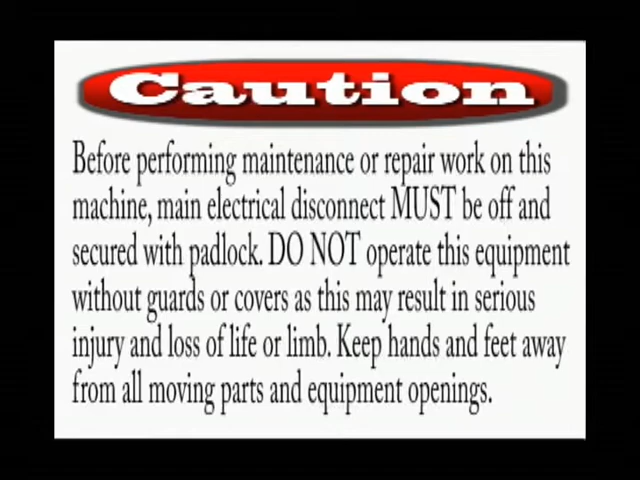 Caution
Before performing maintenance or repair work on this
machine, main electrical disconnect MUST be off and
secured with padlock. DO NOT operate this equipment
without guards or covers as this may result in serious
injury and loss of life or limb. Keep hands and feet away
from all moving parts and equipment openings.